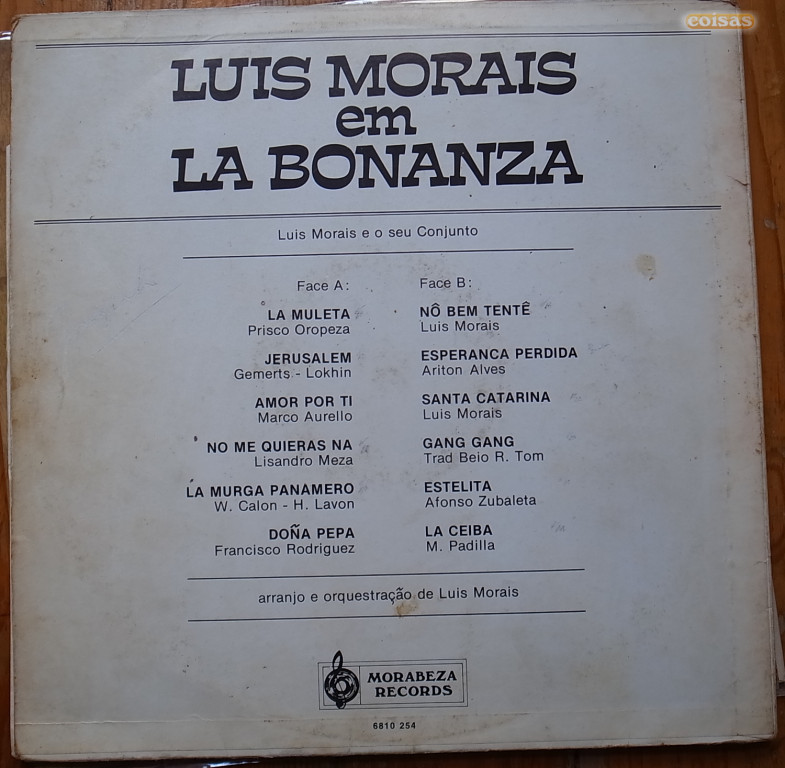 coisas
LUIS MORAIS
em
LA BONANZA
Luis Morais e o seu Conjunto
Face A:
LA MULETA
Prisco Oropeza
JERUSALEM
Gemerts - Lokhin
AMOR POR TI
Marco Aurello
NO ME QUIERAS NA
Lisandro Meza
LA MURGA PANAMERO
W. Calon - H. Lavon
DOÑA PEPA
Francisco Rodriguez
Face B:
NÔ BEM TENTÊ
Luis Morais
ESPERANCA PERDIDA
Ariton Alves
SANTA CATARINA
Luis Morais
GANG GANG
Trad Beio R. Tom
ESTELITA
Afonso Zubaleta
LA CEIBA
M. Padilla
arranjo e orquestração de Luis Morais
MORABEZA
RECORDS
6810 254